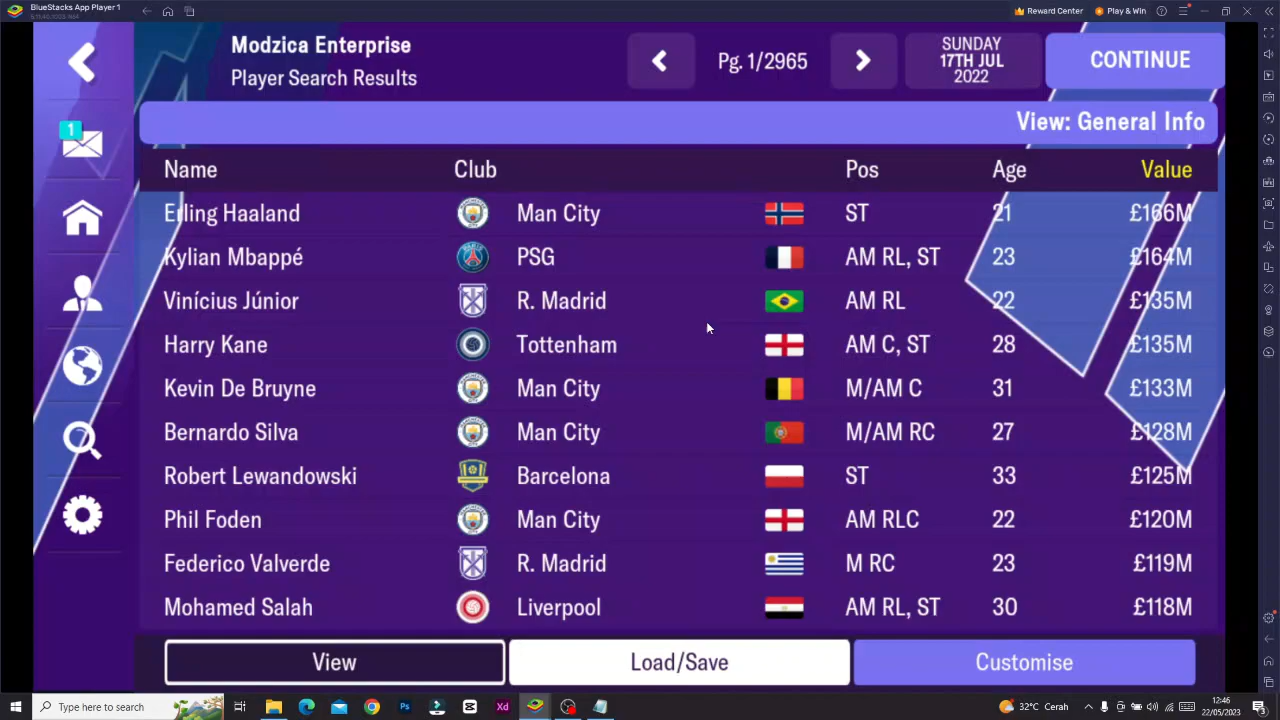 BlueStacks App Player 1
Reward Center
Play & Win
Modzica Enterprise
Player Search Results
Pg. 1/2965
SUNDAY
17TH JUL
2022
CONTINUE
1
View: General Info
Name Club Pos Age Value
Erling Haaland Man City ST 21 £166M
Kylian Mbappé PSG AM RL, ST 23 £164M
Vinícius Júnior R. Madrid AM RL 22 £135M
Harry Kane Tottenham AM C, ST 28 £135M
Kevin De Bruyne Man City M/AM C 31 £133M
Bernardo Silva Man City M/AM RC 27 £128M
Robert Lewandowski Barcelona ST 33 £125M
Phil Foden Man City AM RLC 22 £120M
Federico Valverde R. Madrid M RC 23 £119M
Mohamed Salah Liverpool AM RL, ST 30 £118M
View Load/Save Customise
Type here to search
Ps
Xd
32°C Cerah
12:46
22/05/2023